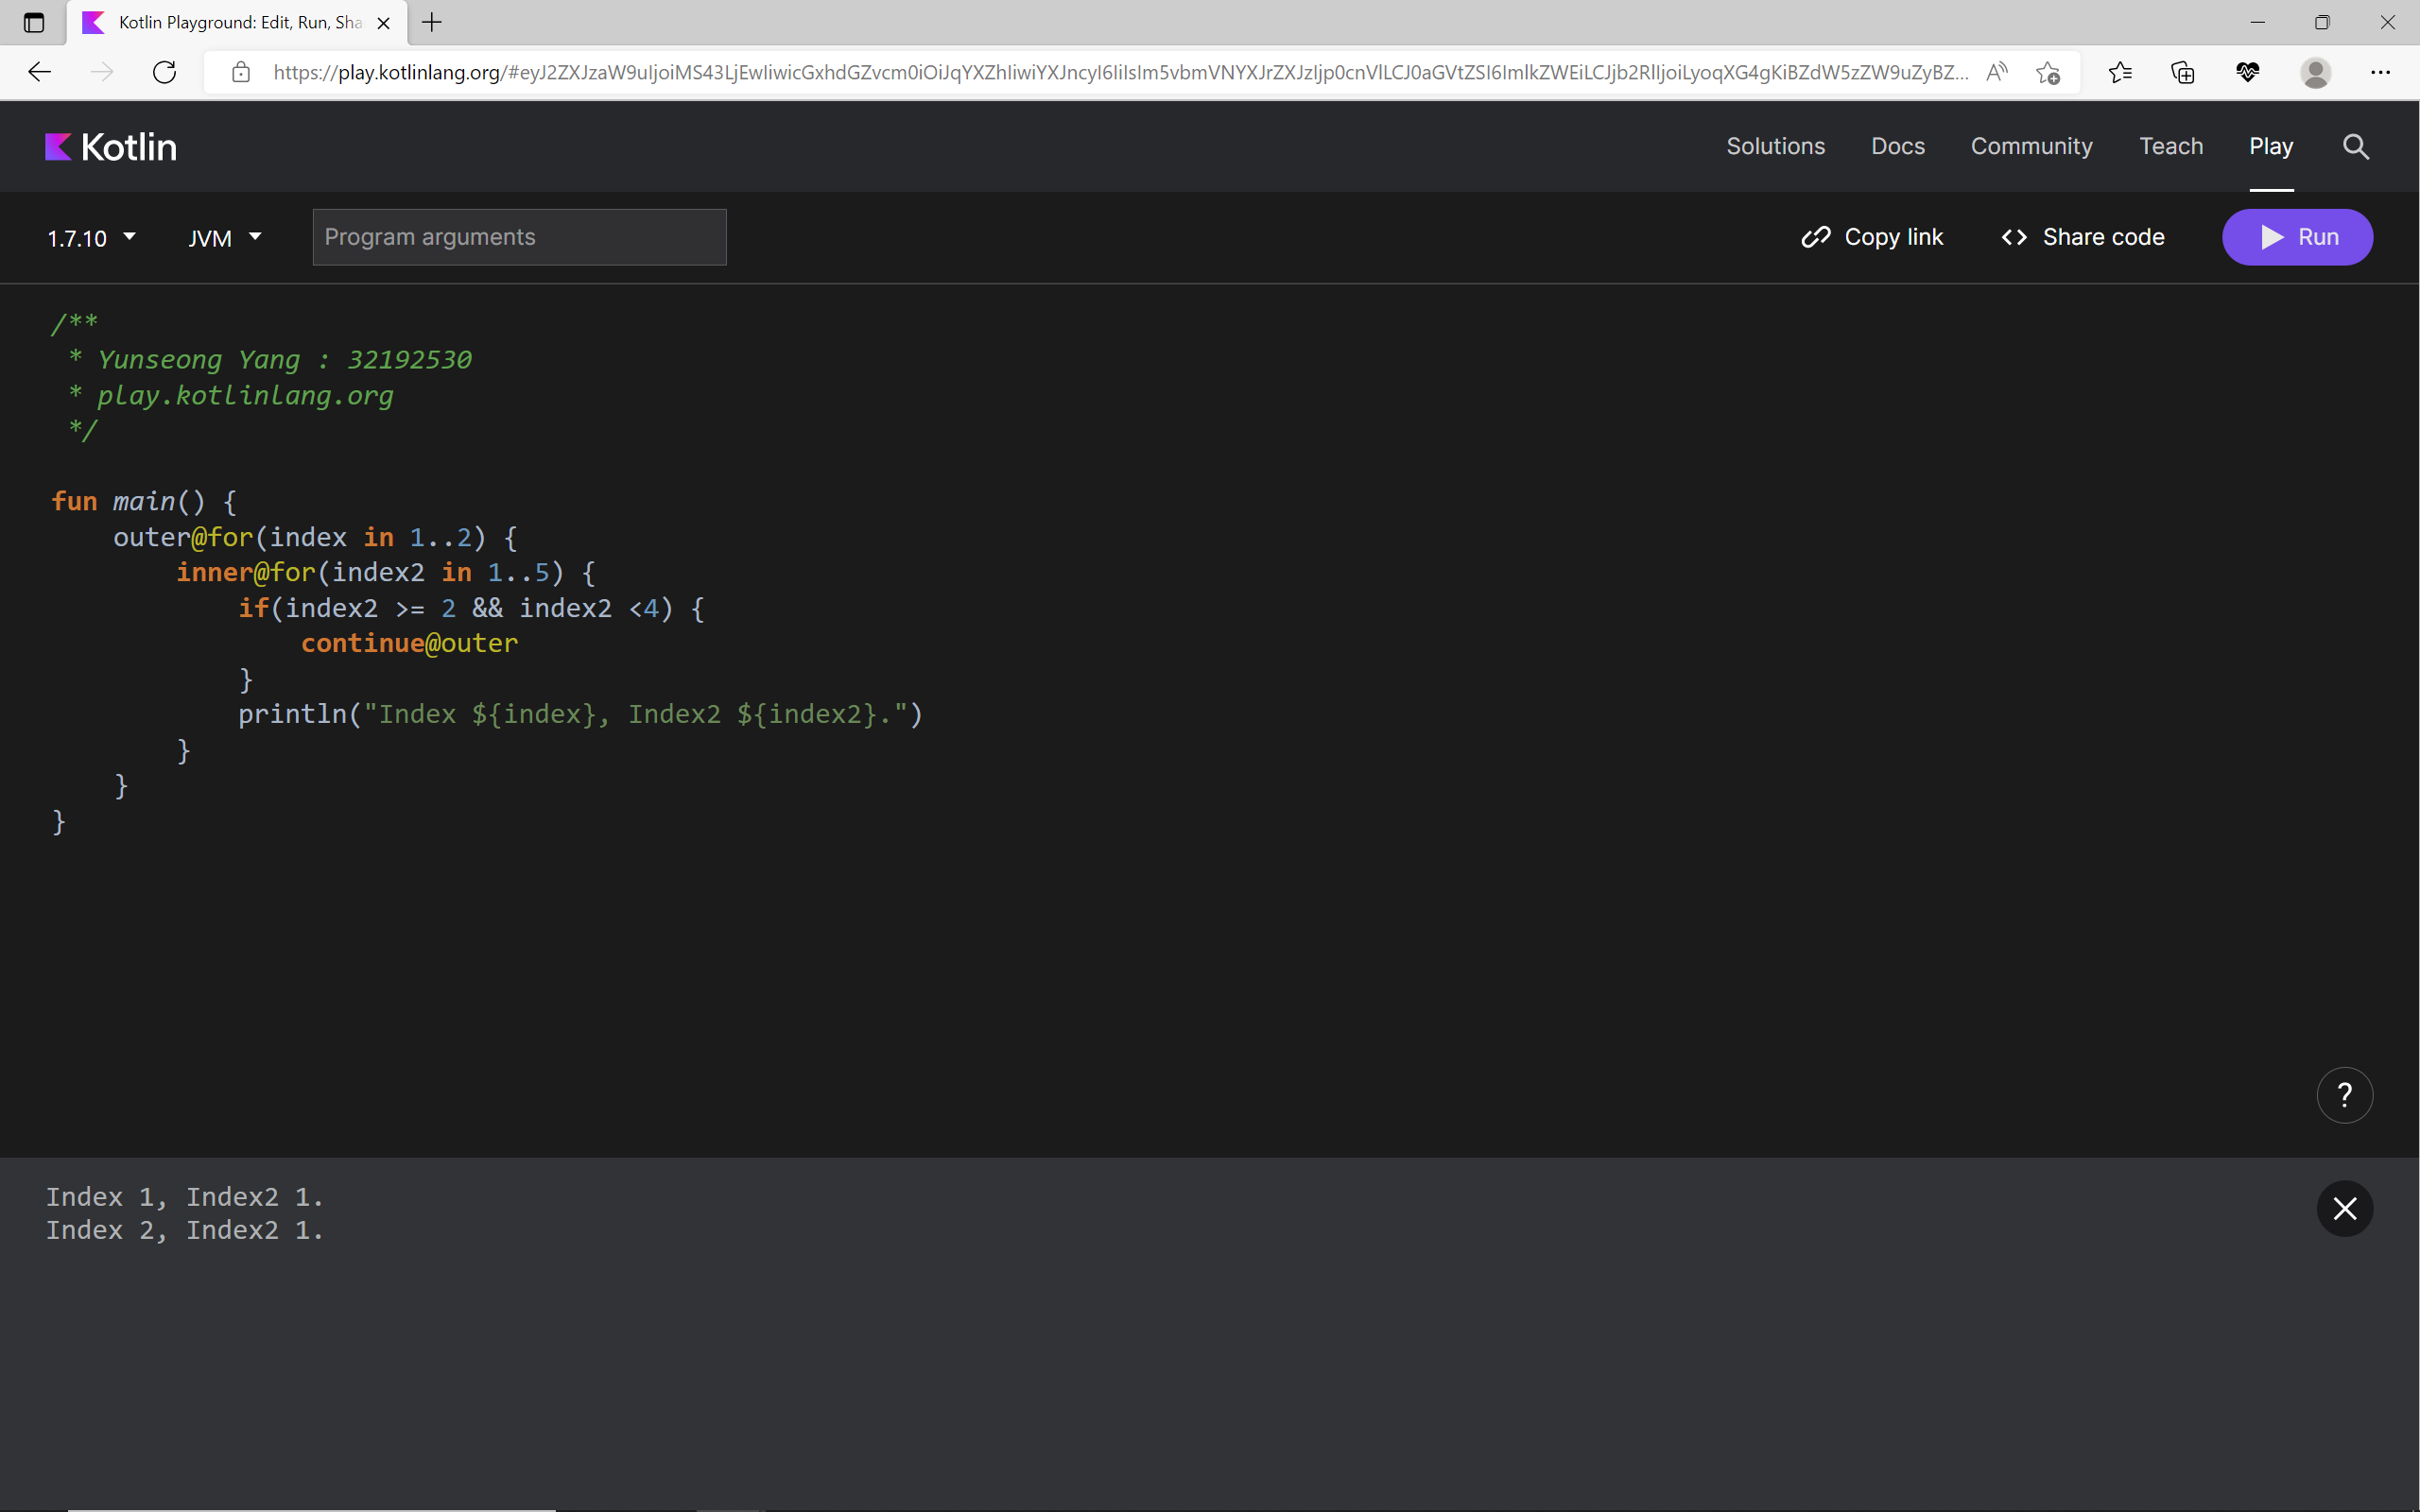 Kotlin Playground: Edit, Run, Sha
https://play.kotlinlang.org/#eyJ2ZXJzaW9uIjoiMS43LjEwIiwicGxhdGZvcm0iOiJqYXZhIiwiYXJncyI6IiIsIm5vbmVNYXJrZXJzIjp0cnVlLCJ0aGVtZSI6ImlkZWEiLCJjb2RlIjoiLyoqXG4gKiBZdW5zZW9uZyBZ...
Kotlin
Solutions Docs Community Teach Play
1.7.10 JVM Program arguments Copy link <> Share code Run
/**
 * Yunseong Yang : 32192530
 * play.kotlinlang.org
 */
fun main() {
    outer@for(index in 1..2) {
        inner@for(index2 in 1..5) {
            if(index2 >= 2 && index2 <4) {
                continue@outer
            }
            println("Index ${index}, Index2 ${index2}.")
        }
    }
}
?
Index 1, Index2 1.
Index 2, Index2 1.